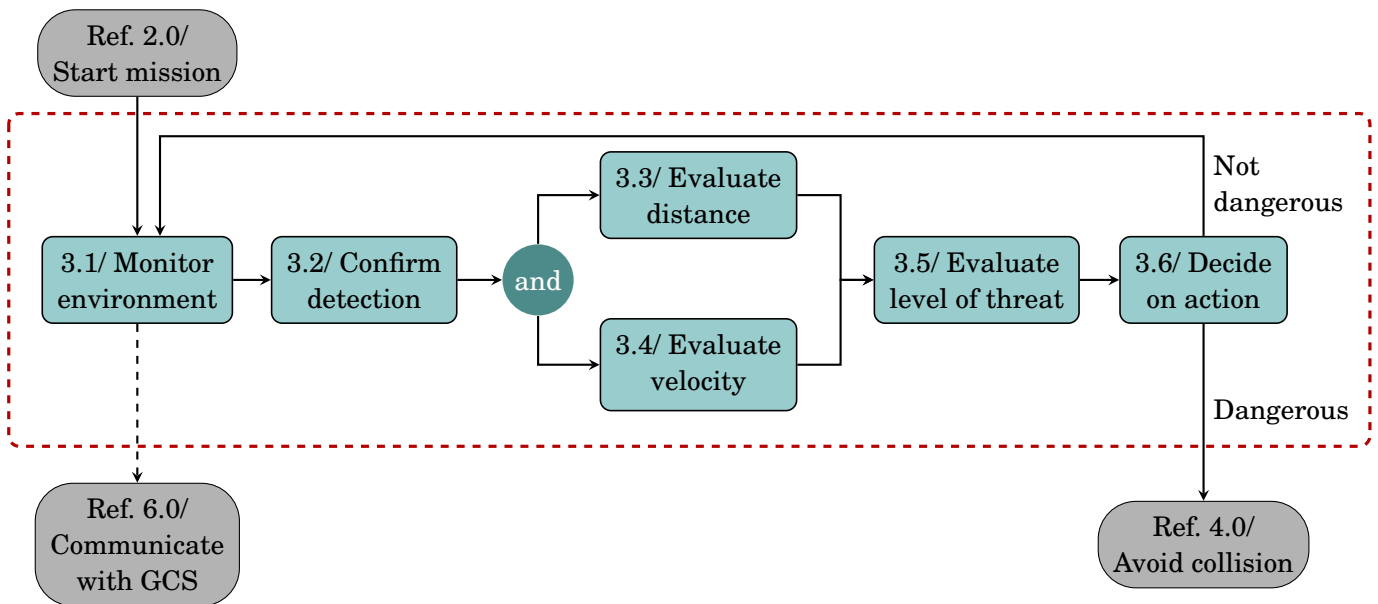 Ref. 2.0/
Start mission
3.1/ Monitor
environment
3.2/ Confirm
detection
and
3.3/ Evaluate
distance
3.4/ Evaluate
velocity
3.5/ Evaluate
level of threat
3.6/ Decide
on action
Not
dangerous
Dangerous
Ref. 6.0/
Communicate
with GCS
Ref. 4.0/
Avoid collision